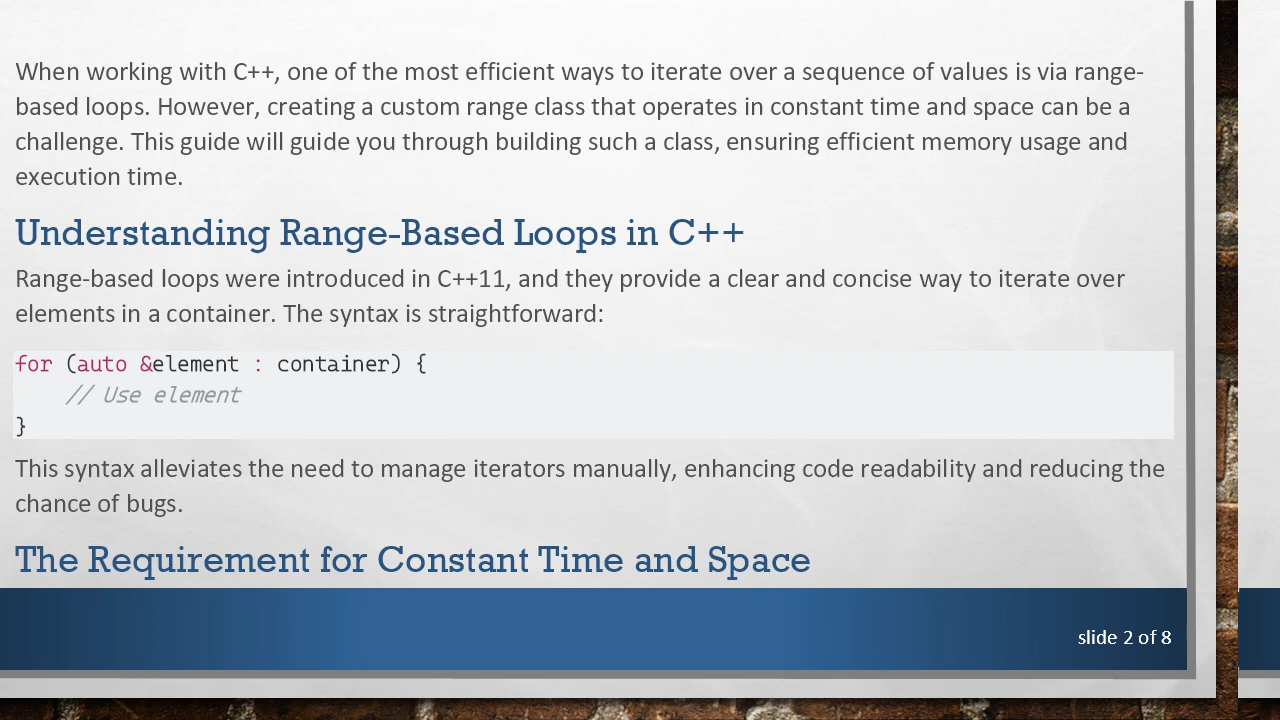 When working with C++, one of the most efficient ways to iterate over a sequence of values is via range-
based loops. However, creating a custom range class that operates in constant time and space can be a
challenge. This guide will guide you through building such a class, ensuring efficient memory usage and
execution time.
Understanding Range-Based Loops in C++
Range-based loops were introduced in C++11, and they provide a clear and concise way to iterate over
elements in a container. The syntax is straightforward:
for (auto &element : container) {
    // Use element
}
This syntax alleviates the need to manage iterators manually, enhancing code readability and reducing the
chance of bugs.
The Requirement for Constant Time and Space
slide 2 of 8